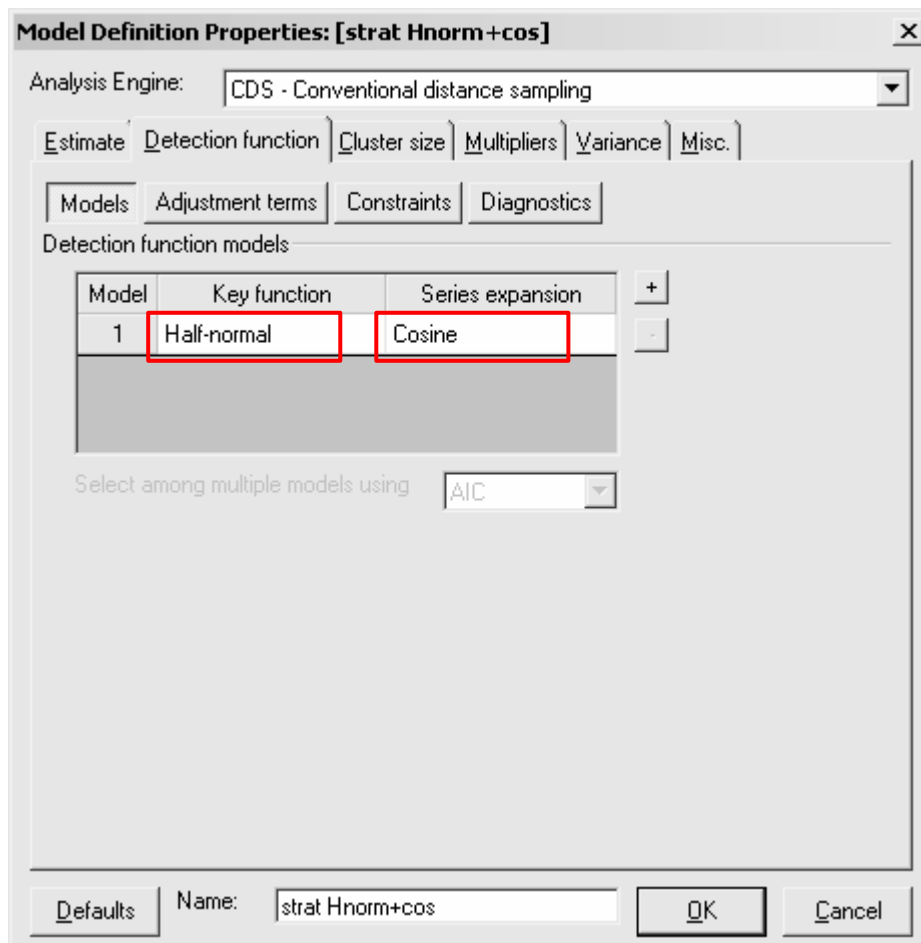 Model Definition Properties: [strat Hnorm+cos]
Analysis Engine: CDS - Conventional distance sampling
Estimate Detection function Cluster size Multipliers Variance Misc.
Models Adjustment terms Constraints Diagnostics
Detection function models
Model Key function Series expansion +
1 Half-normal Cosine -
Select among multiple models using AIC
Defaults Name: strat Hnorm+cos OK Cancel